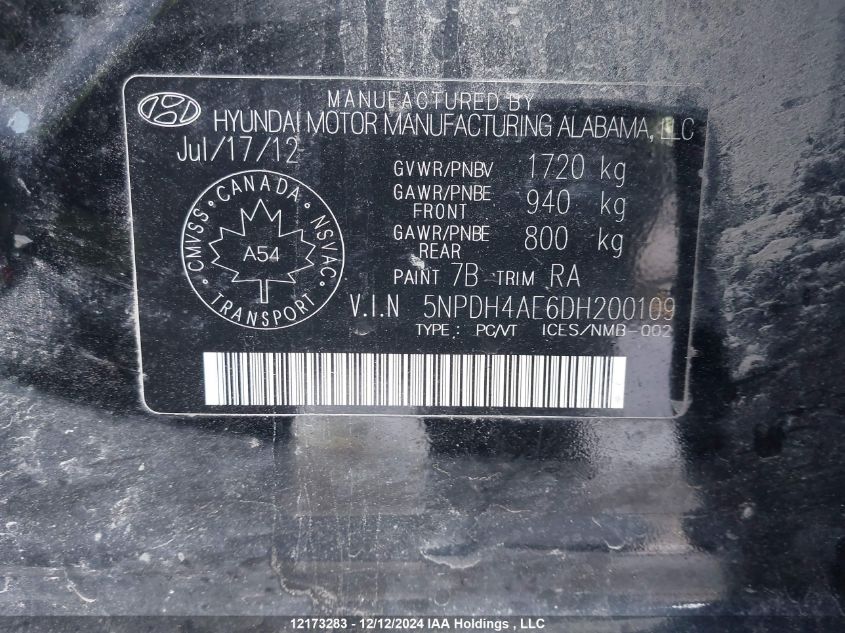 MANUFACTURED BY
HYUNDAI MOTOR MANUFACTURING ALABAMA, LLC
Jul/17/12
GVWR/PNBV 1720 kg
GAWR/PNBE FRONT 940 kg
GAWR/PNBE REAR 800 kg
CANADA
CMVSS · NSVAC
A54
TRANSPORT
PAINT 7B TRIM RA
V.I.N 5NPDH4AE6DH200109
TYPE: PC/VT ICES/NMB-002
12173283 - 12/12/2024 IAA Holdings , LLC